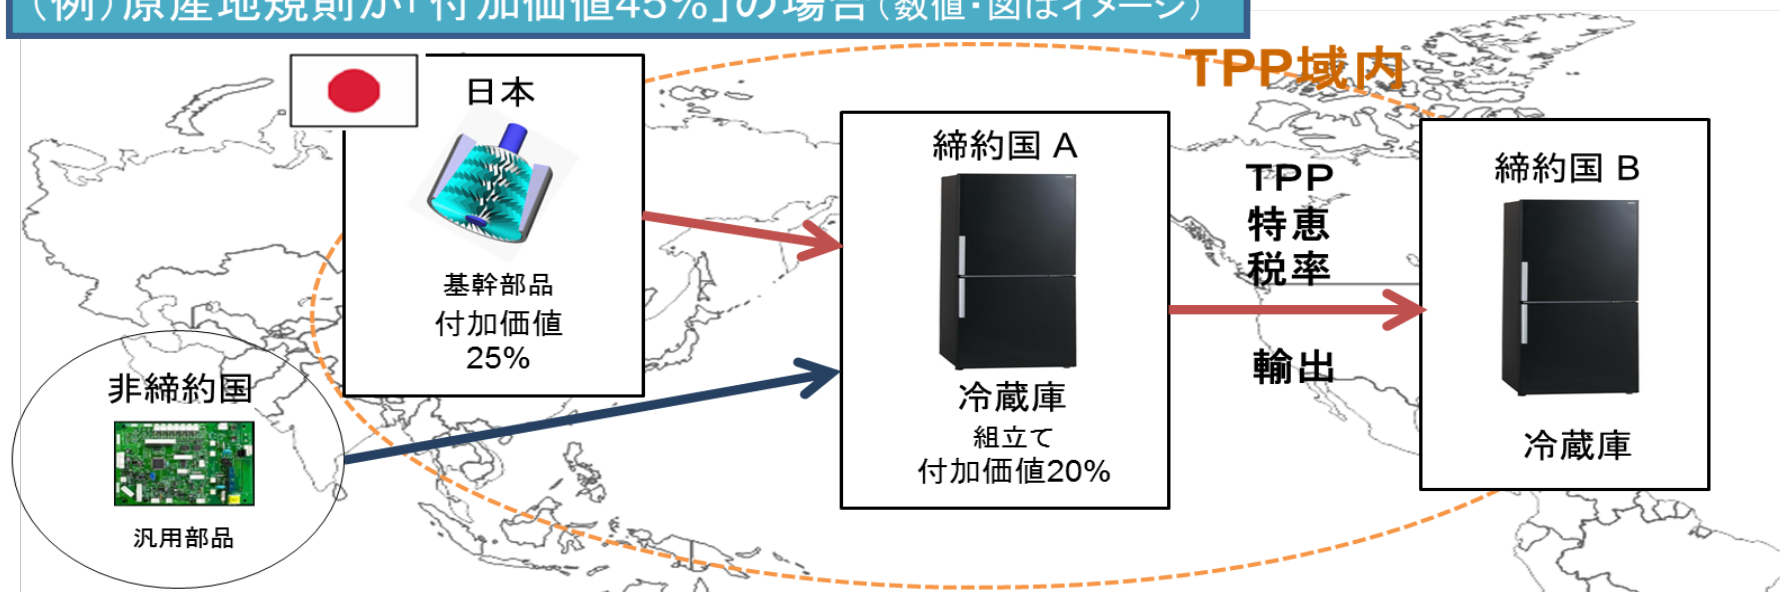 (例)原産地規則が「付加価値45%」の場合(数値・図はイメージ)
TPP域内
日本
基幹部品
付加価値
25%
非締約国
汎用部品
締約国 A
冷蔵庫
組立て
付加価値20%
TPP
特恵
税率
輸出
締約国 B
冷蔵庫